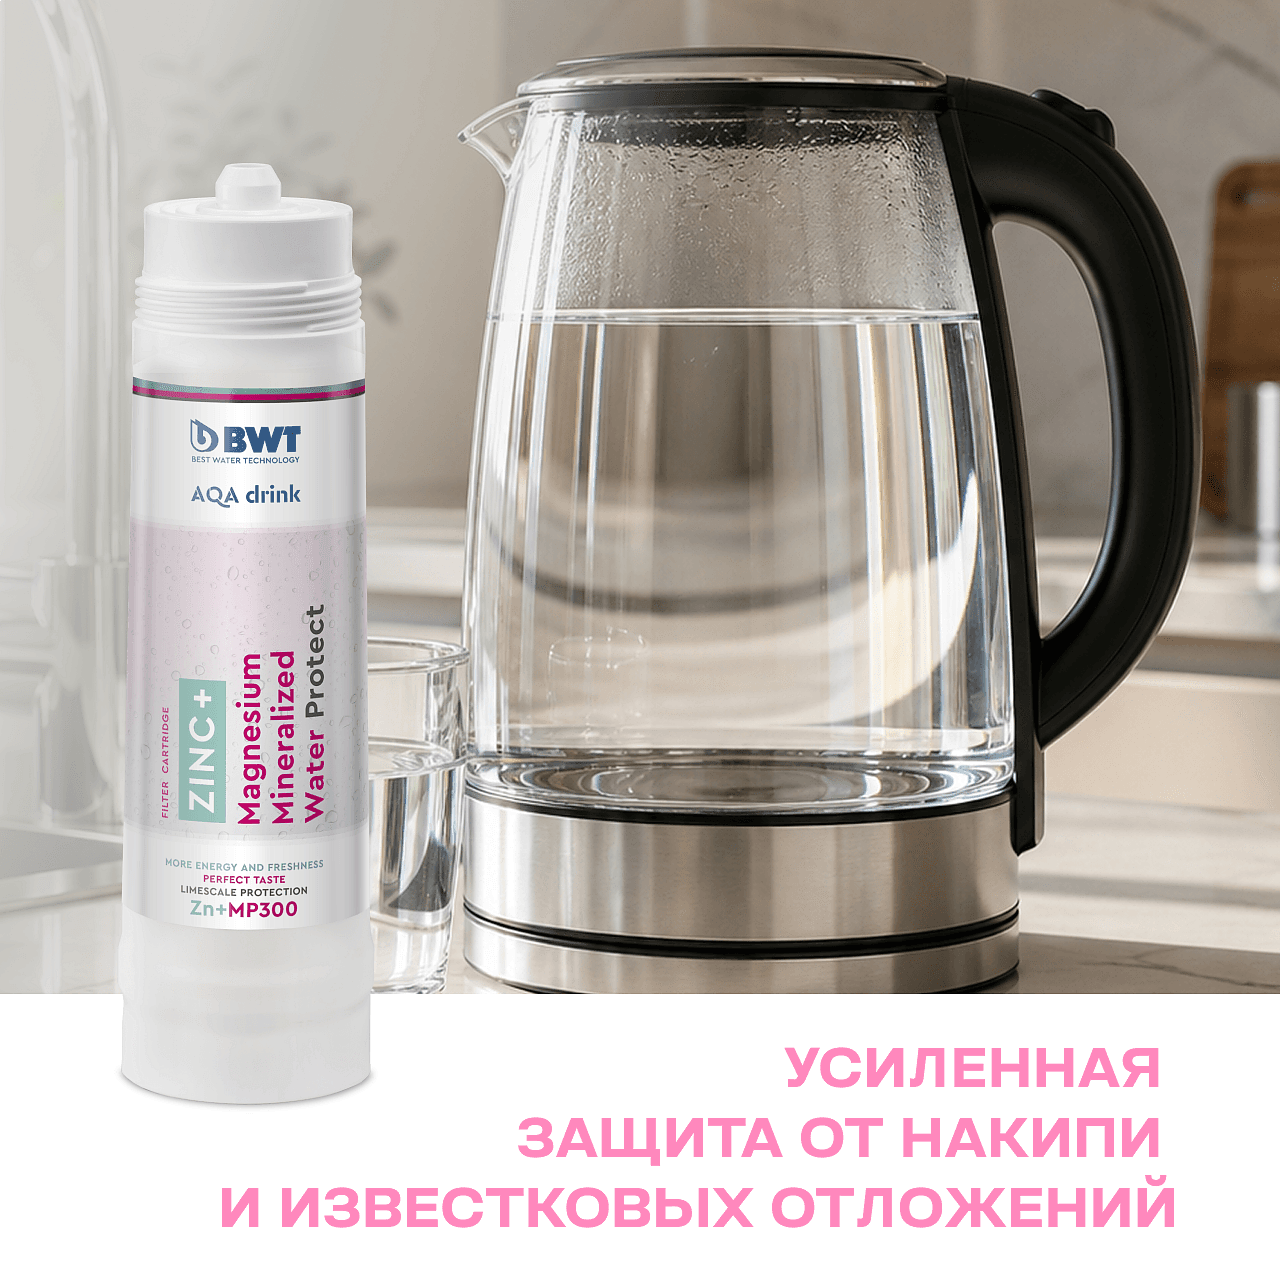 BWT
BEST WATER TECHNOLOGY
AQA drink
FILTER CARTRIDGE
ZINC+
Magnesium
Mineralized
Water Protect
MORE ENERGY AND FRESHNESS
PERFECT TASTE
LIMESCALE PROTECTION
Zn+MP300
УСИЛЕННАЯ
ЗАЩИТА ОТ НАКИПИ
И ИЗВЕСТКОВЫХ ОТЛОЖЕНИЙ